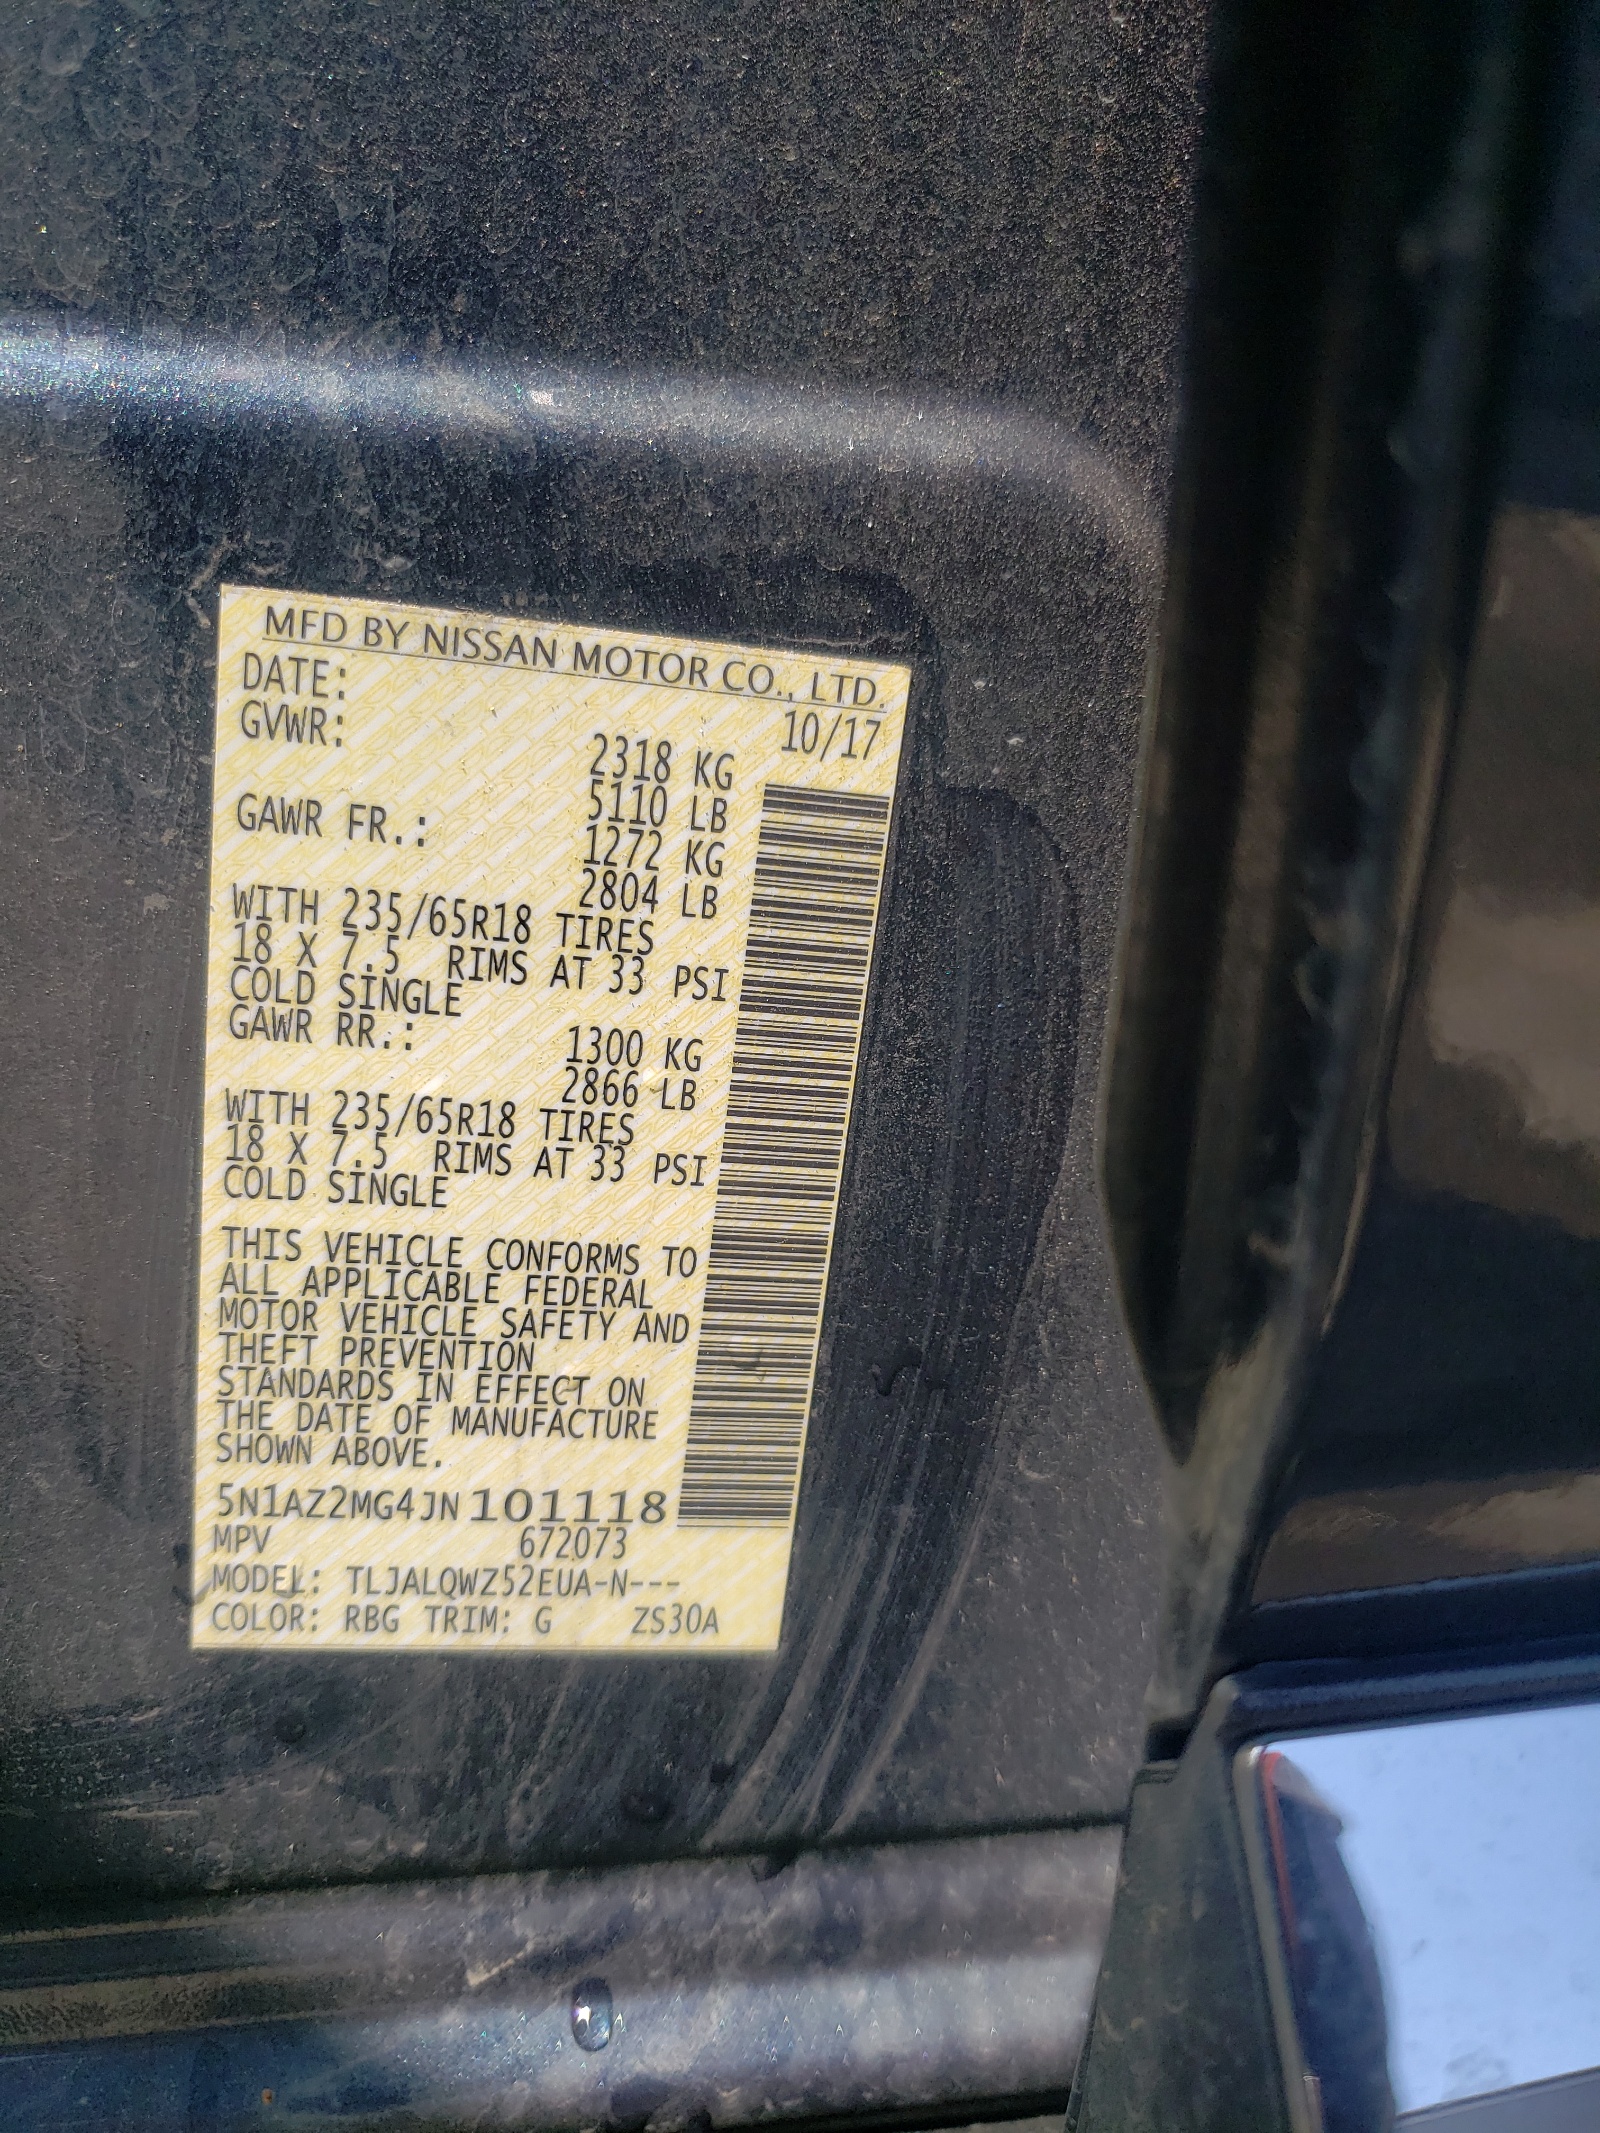 MFD BY NISSAN MOTOR CO., LTD.
DATE: 10/17
GVWR: 2318 KG
5110 LB
GAWR FR.: 1272 KG
2804 LB
WITH 235/65R18 TIRES
18 X 7.5 RIMS AT 33 PSI
COLD SINGLE
GAWR RR.: 1300 KG
2866 LB
WITH 235/65R18 TIRES
18 X 7.5 RIMS AT 33 PSI
COLD SINGLE
THIS VEHICLE CONFORMS TO
ALL APPLICABLE FEDERAL
MOTOR VEHICLE SAFETY AND
THEFT PREVENTION
STANDARDS IN EFFECT ON
THE DATE OF MANUFACTURE
SHOWN ABOVE.
5N1AZ2MG4JN101118
MPV 672073
MODEL: TLJALQWZ52EUA-N---
COLOR: RBG TRIM: G ZS30A